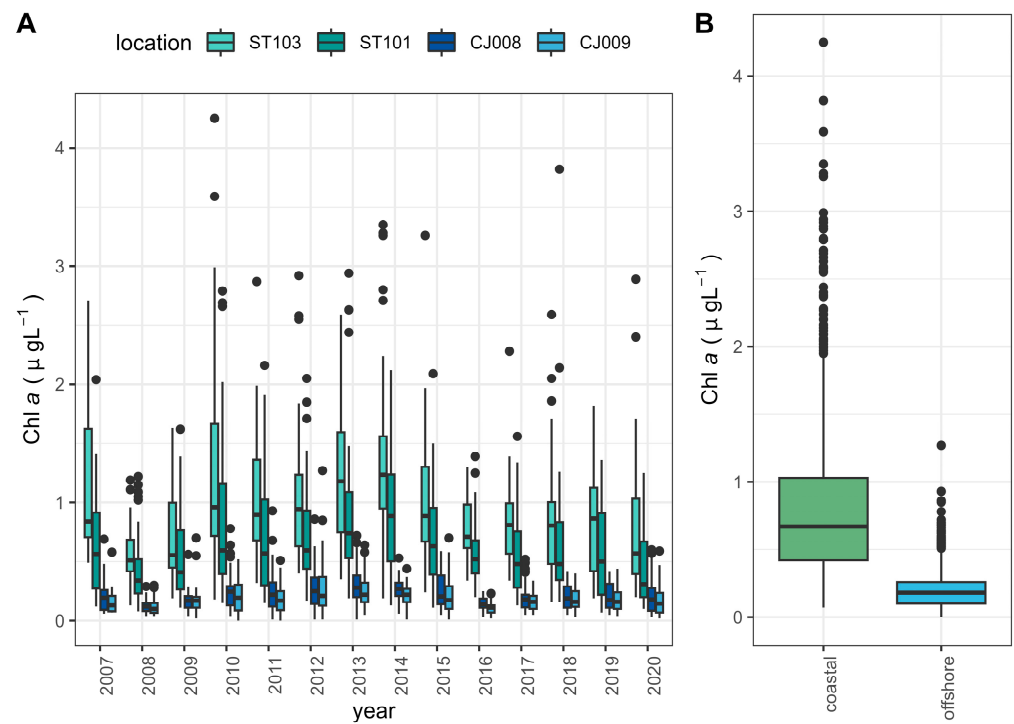 A
location ST103 ST101 CJ008 CJ009
Chl a ( μ gL⁻¹ )
4
3
2
1
0
2007 2008 2009 2010 2011 2012 2013 2014 2015 2016 2017 2018 2019 2020
year
B
Chl a ( μ gL⁻¹ )
4
3
2
1
0
coastal offshore